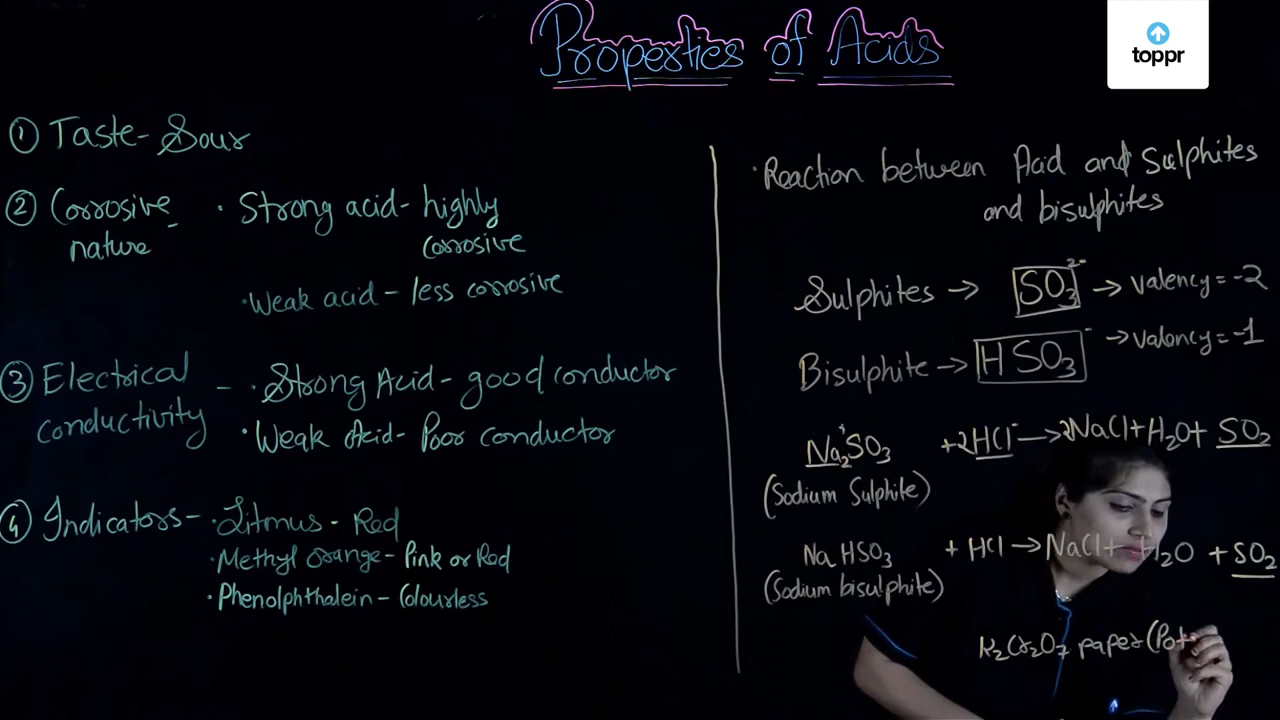 Properties of Acids
toppr
① Taste- Sour
② Corrosive nature - · Strong acid- highly corrosive
· Weak acid - less corrosive
③ Electrical conductivity - · Strong Acid- good conductor
· Weak Acid- Poor conductor
④ Indicators - · Litmus - Red
· Methyl orange - Pink or Red
· Phenolphthalein - Colourless
· Reaction between Acid and Sulphites
and bisulphites
Sulphites → SO₃²⁻ → valency = -2
Bisulphite → HSO₃⁻ → valency = -1
Na₂⁺SO₃ + 2HCl⁻ → 2NaCl + H₂O + SO₂
(Sodium Sulphite)
NaHSO₃ + HCl → NaCl + H₂O + SO₂
(Sodium bisulphite)
K₂Cr₂O₇ paper (Pot